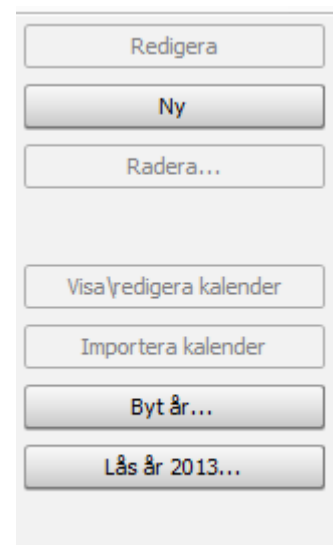 Redigera
Ny
Radera...
Visa\redigera kalender
Importera kalender
Byt år...
Lås år 2013...